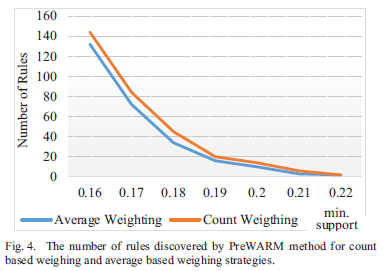 160
140
120
100
80
60
40
20
0
Number of Rules
0.16 0.17 0.18 0.19 0.2 0.21 0.22
min. support
Average Weighting Count Weigthing
Fig. 4. The number of rules discovered by PreWARM method for count
based weighing and average based weighing strategies.